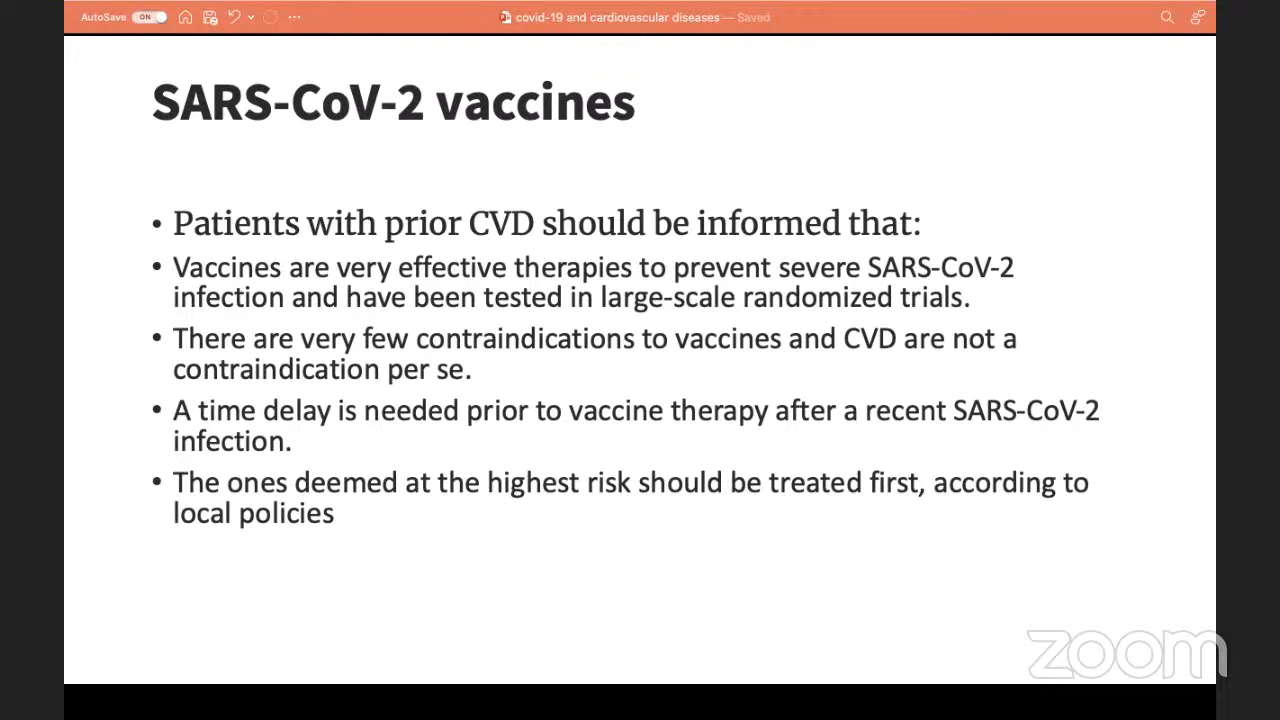 AutoSave ON ... covid-19 and cardiovascular diseases — Saved
SARS-CoV-2 vaccines
• Patients with prior CVD should be informed that:
• Vaccines are very effective therapies to prevent severe SARS-CoV-2
infection and have been tested in large-scale randomized trials.
• There are very few contraindications to vaccines and CVD are not a
contraindication per se.
• A time delay is needed prior to vaccine therapy after a recent SARS-CoV-2
infection.
• The ones deemed at the highest risk should be treated first, according to
local policies
zoom